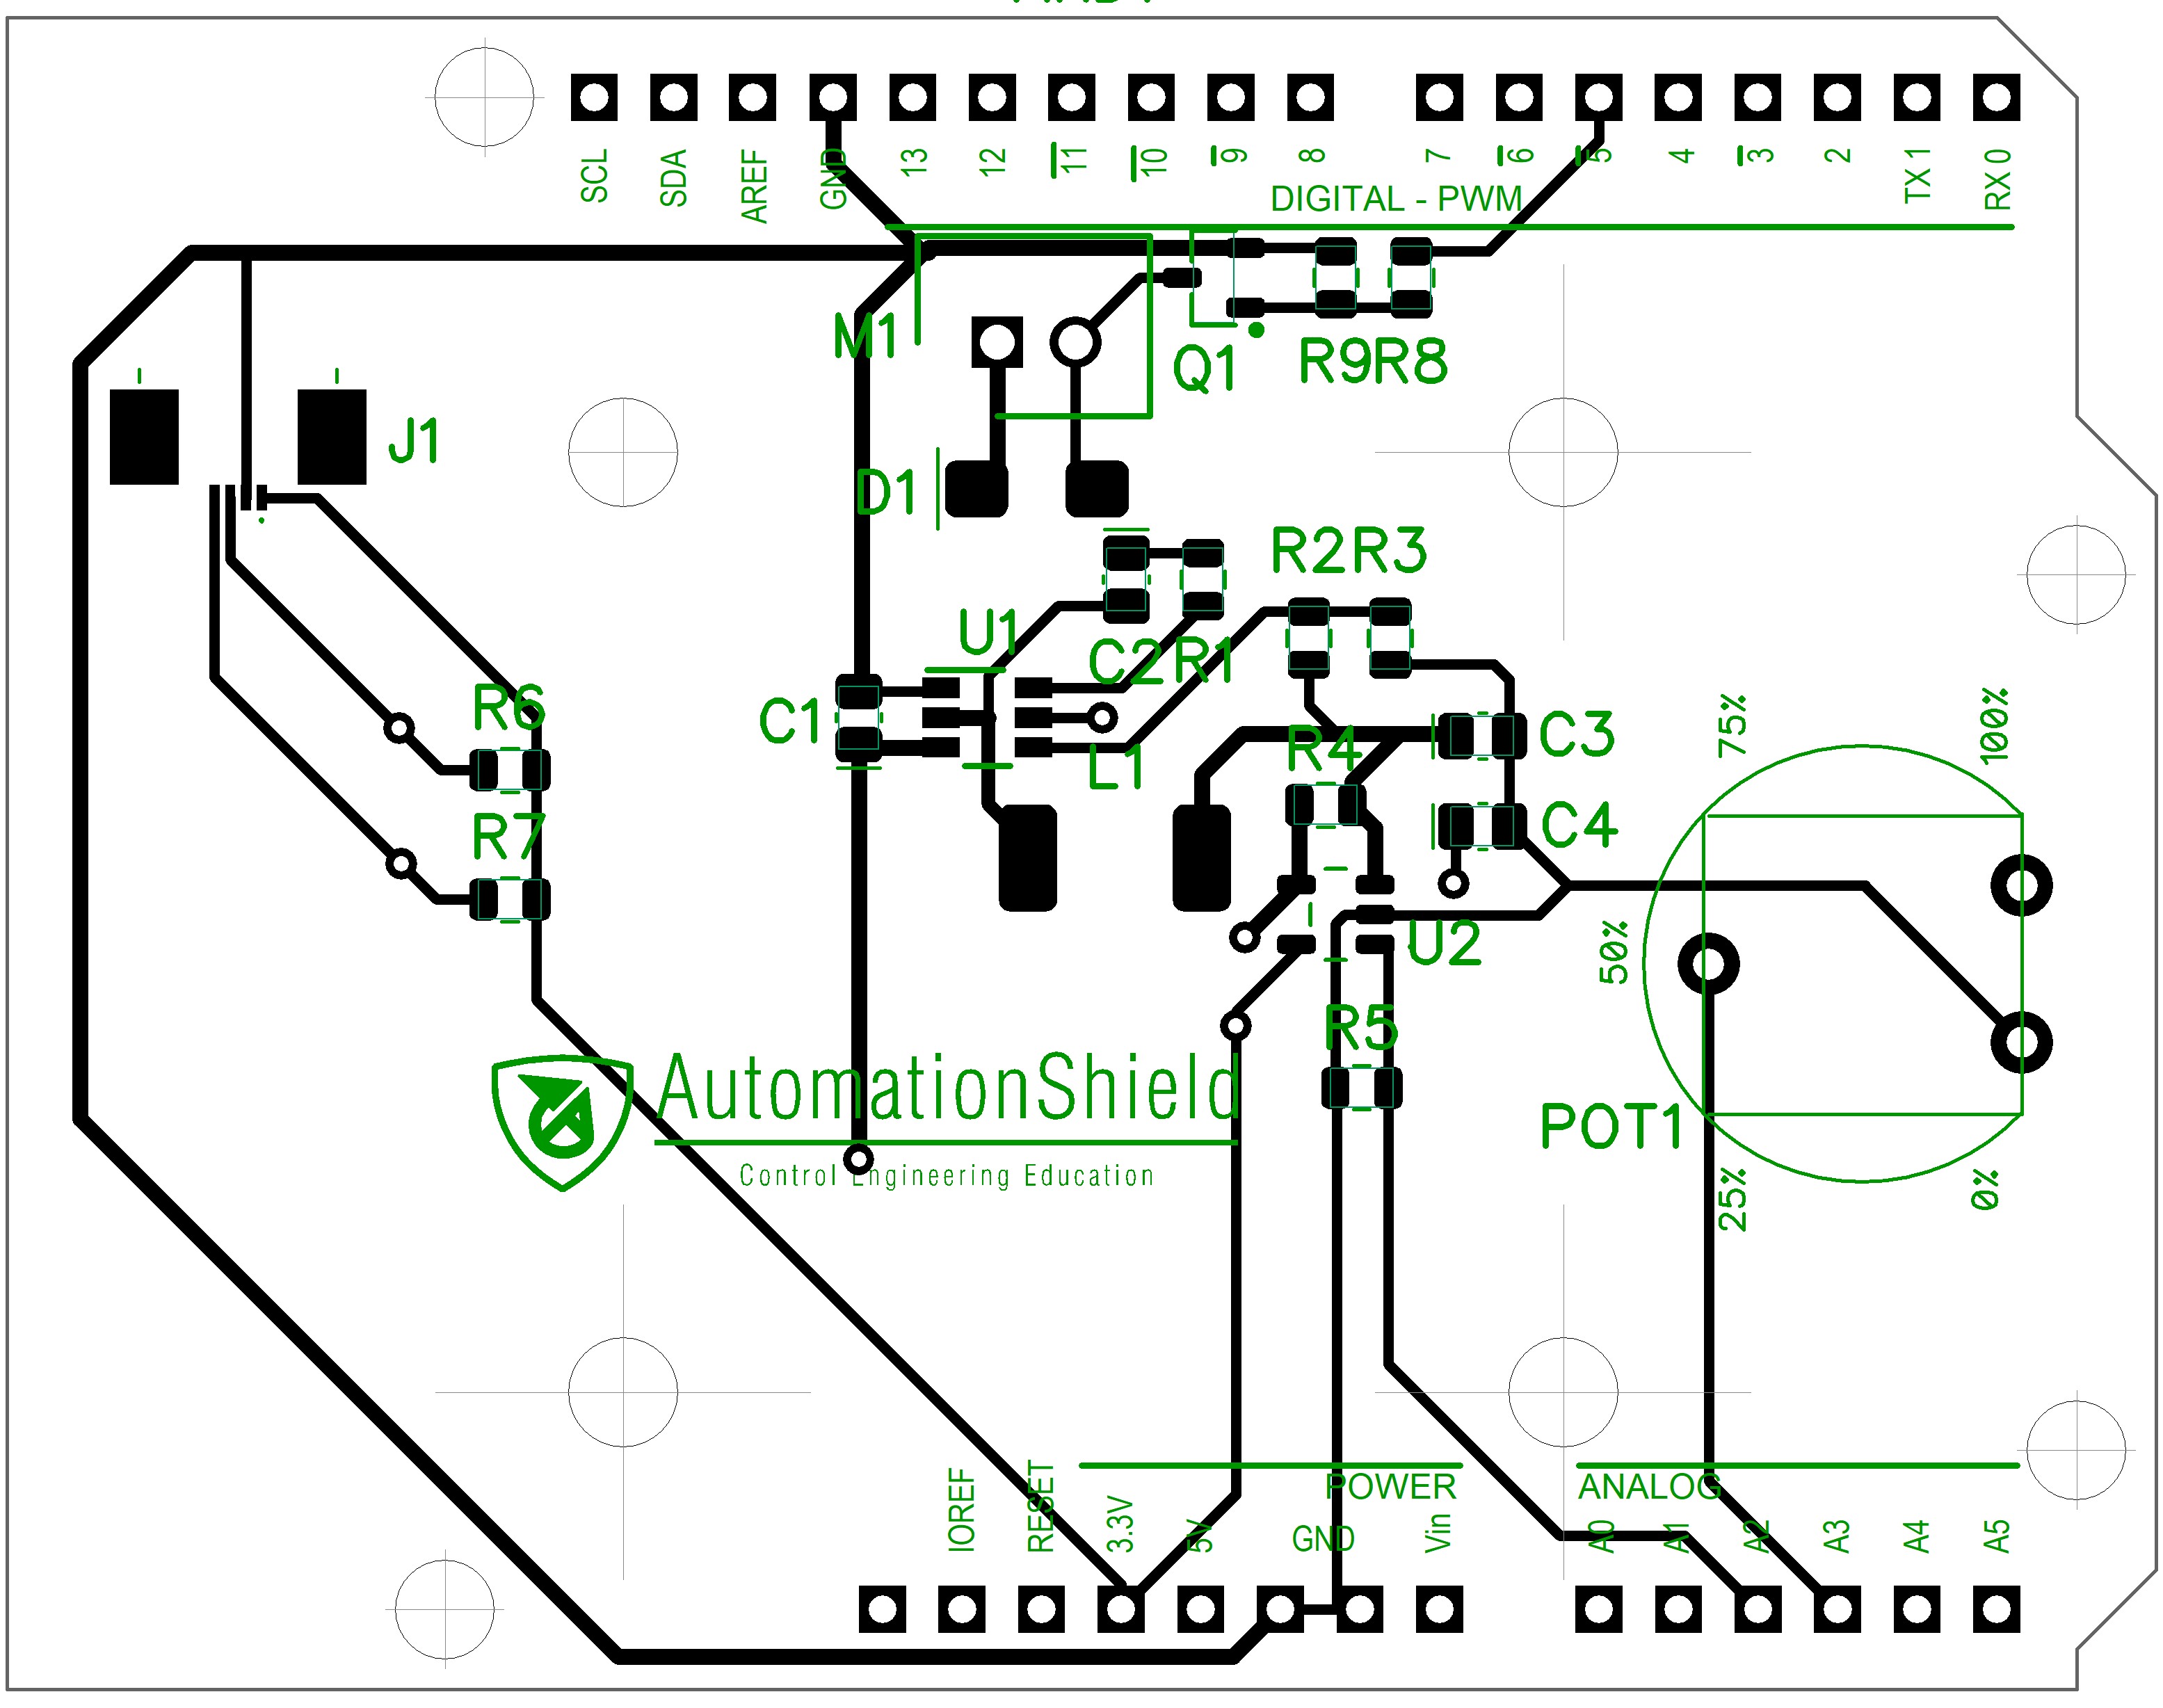 SCL SDA AREF GND 13 12 11 10 9 8 7 6 5 4 3 2 TX 1 RX 0
DIGITAL - PWM
M1
Q1
R9R8
J1
D1
R2R3
U1
C2R1
R6
C1
L1
R4
C3
75%
100%
R7
C4
U2
50%
R5
AutomationShield
Control Engineering Education
POT1
25%
0%
POWER
ANALOG
IOREF RESET 3.3V 5V GND Vin A0 A1 A2 A3 A4 A5